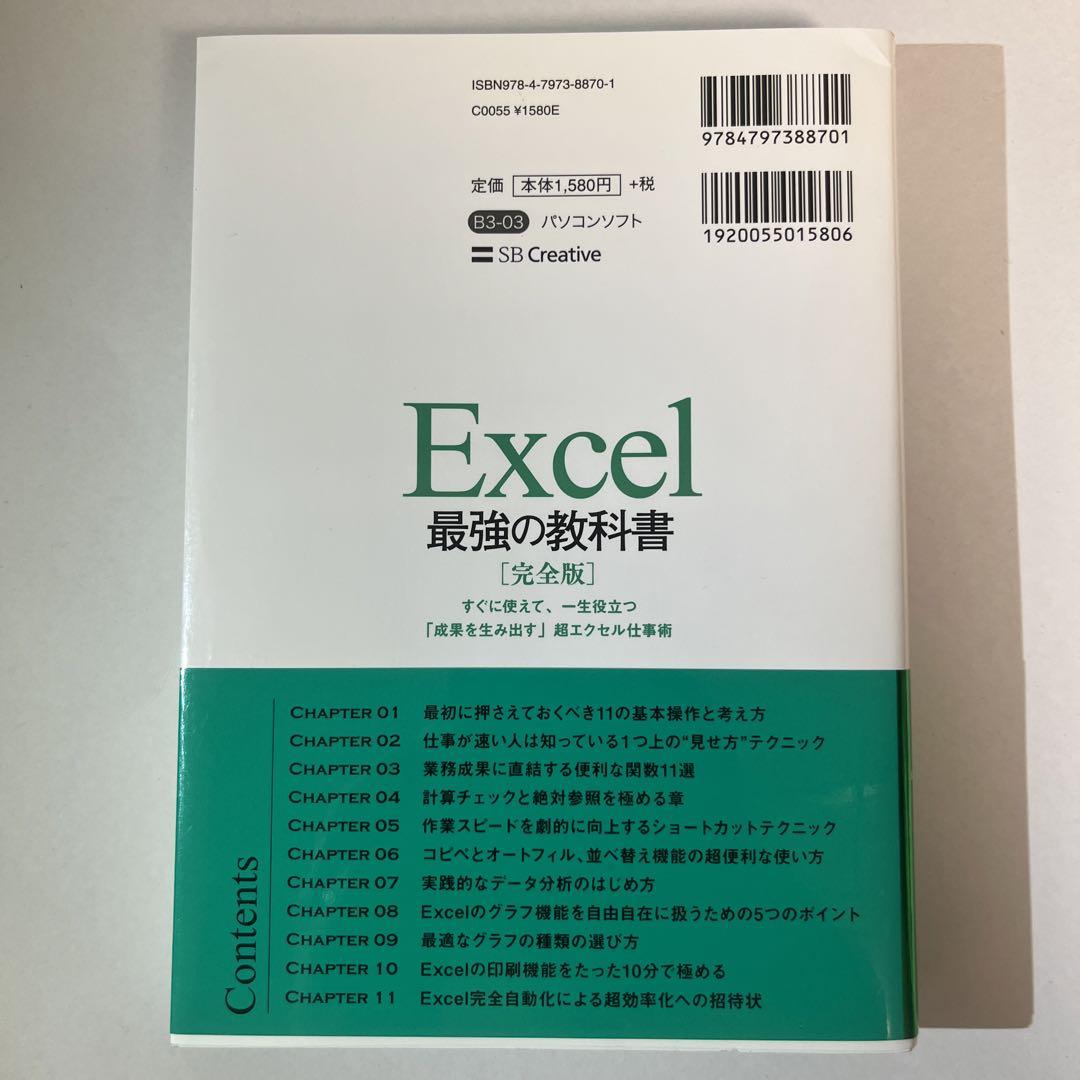 ISBN978-4-7973-8870-1
C0055 ¥1580E
9784797388701
定価 本体1,580円 +税
B3-03 パソコンソフト
SB Creative
1920055015806
Excel
最強の教科書
[完全版]
すぐに使えて、一生役立つ
「成果を生み出す」超エクセル仕事術
Contents
CHAPTER 01 最初に押さえておくべき11の基本操作と考え方
CHAPTER 02 仕事が速い人は知っている1つ上の“見せ方”テクニック
CHAPTER 03 業務成果に直結する便利な関数11選
CHAPTER 04 計算チェックと絶対参照を極める章
CHAPTER 05 作業スピードを劇的に向上するショートカットテクニック
CHAPTER 06 コピペとオートフィル、並べ替え機能の超便利な使い方
CHAPTER 07 実践的なデータ分析のはじめ方
CHAPTER 08 Excelのグラフ機能を自由自在に扱うための5つのポイント
CHAPTER 09 最適なグラフの種類の選び方
CHAPTER 10 Excelの印刷機能をたった10分で極める
CHAPTER 11 Excel完全自動化による超効率化への招待状